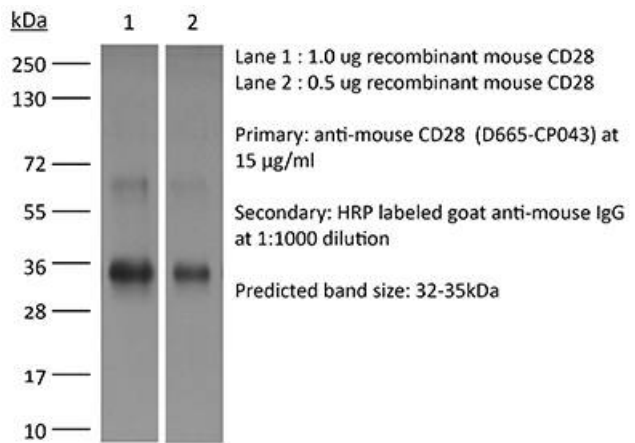 kDa
1 2
250
130
72
55
36
28
17
10
Lane 1 : 1.0 ug recombinant mouse CD28
Lane 2 : 0.5 ug recombinant mouse CD28
Primary: anti-mouse CD28  (D665-CP043) at
15 µg/ml
Secondary: HRP labeled goat anti-mouse IgG
at 1:1000 dilution
Predicted band size: 32-35kDa